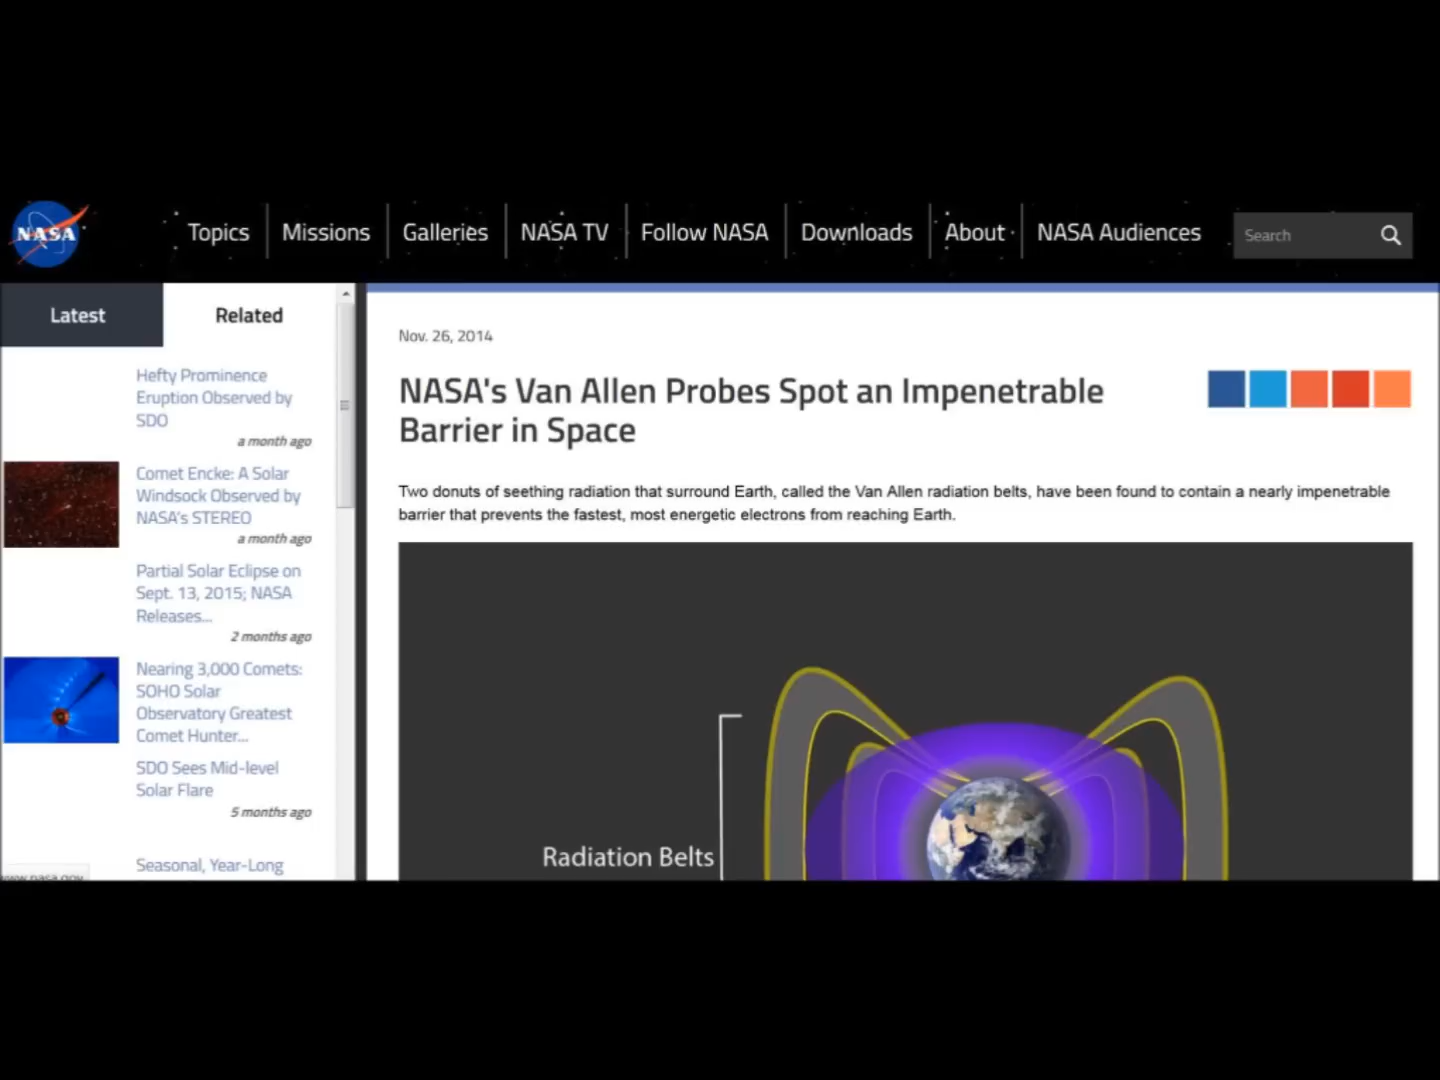 NASA
Topics
Missions
Galleries
NASA TV
Follow NASA
Downloads
About
NASA Audiences
Search
Latest
Related
Hefty Prominence
Eruption Observed by
SDO
a month ago
Comet Encke: A Solar
Windsock Observed by
NASA's STEREO
a month ago
Partial Solar Eclipse on
Sept. 13, 2015; NASA
Releases...
2 months ago
Nearing 3,000 Comets:
SOHO Solar
Observatory Greatest
Comet Hunter...
SDO Sees Mid-level
Solar Flare
5 months ago
Seasonal, Year-Long
www.nasa.gov
Nov. 26, 2014
NASA's Van Allen Probes Spot an Impenetrable
Barrier in Space
Two donuts of seething radiation that surround Earth, called the Van Allen radiation belts, have been found to contain a nearly impenetrable
barrier that prevents the fastest, most energetic electrons from reaching Earth.
Radiation Belts